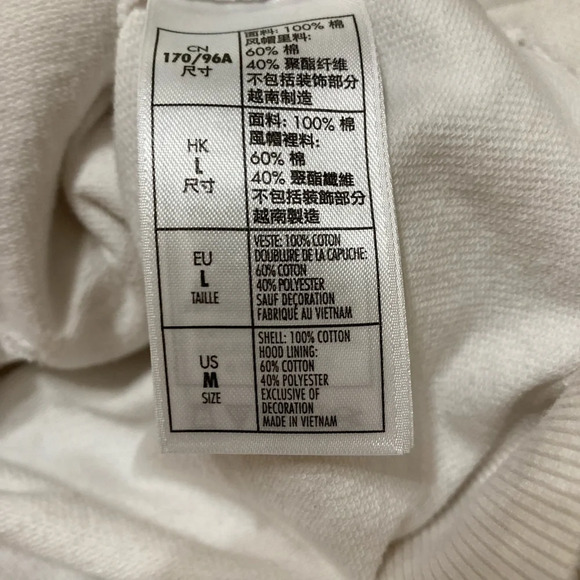 CN
170/96A
尺寸
面料: 100% 棉
风帽里料:
60% 棉
40% 聚酯纤维
不包括装饰部分
越南制造
HK
L
尺寸
面料: 100% 棉
風帽裡料:
60% 棉
40% 聚酯纖維
不包括裝飾部分
越南製造
EU
L
TAILLE
VESTE: 100% COTON
DOUBLURE DE LA CAPUCHE:
60% COTON
40% POLYESTER
SAUF DECORATION
FABRIQUÉ AU VIETNAM
US
M
SIZE
SHELL: 100% COTTON
HOOD LINING:
60% COTTON
40% POLYESTER
EXCLUSIVE OF
DECORATION
MADE IN VIETNAM